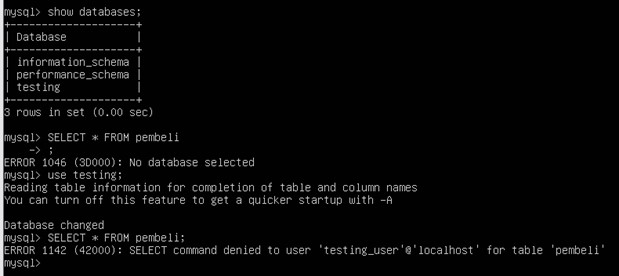 mysql> show databases;
+--------------------+
| Database           |
+--------------------+
| information_schema |
| performance_schema |
| testing            |
+--------------------+
3 rows in set (0.00 sec)

mysql> SELECT * FROM pembeli
    -> ;
ERROR 1046 (3D000): No database selected
mysql> use testing;
Reading table information for completion of table and column names
You can turn off this feature to get a quicker startup with -A

Database changed
mysql> SELECT * FROM pembeli;
ERROR 1142 (42000): SELECT command denied to user 'testing_user'@'localhost' for table 'pembeli'
mysql>